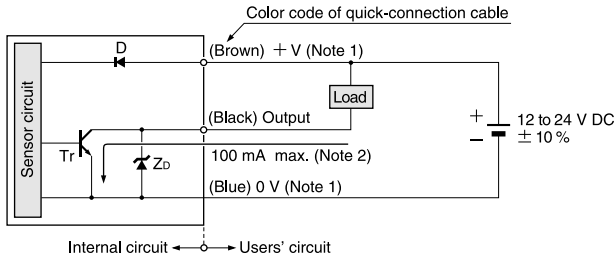 Color code of quick-connection cable
D
(Brown) + V (Note 1)
Load
Sensor circuit
(Black) Output
+
−
12 to 24 V DC
± 10 %
Tr
ZD
100 mA max. (Note 2)
(Blue) 0 V (Note 1)
Internal circuit
Users' circuit